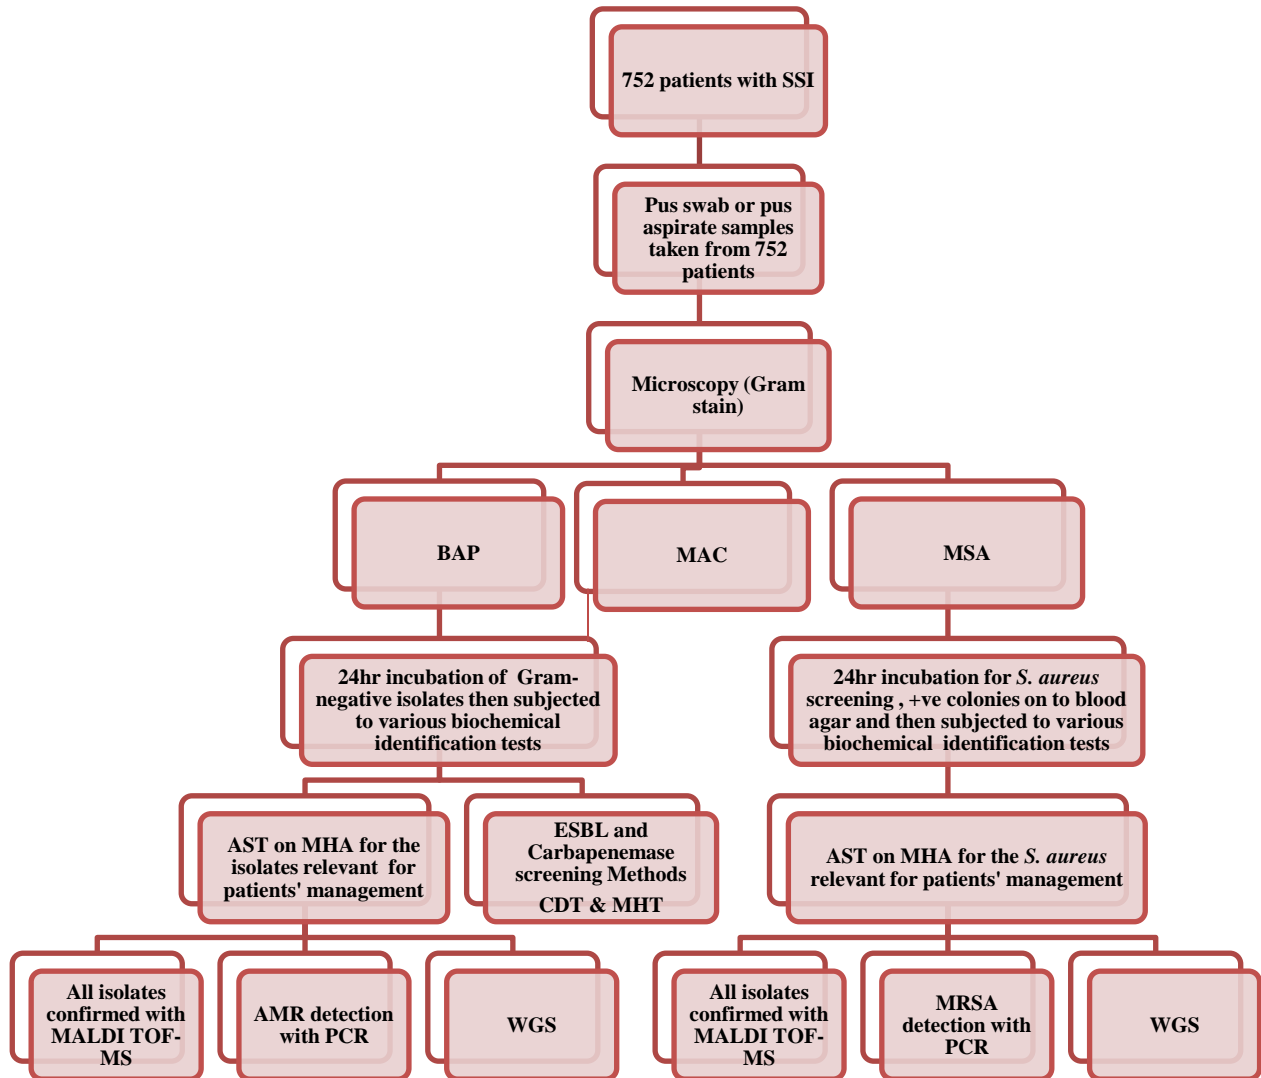 752 patients with SSI
Pus swab or pus
aspirate samples
taken from 752
patients
Microscopy (Gram
stain)
BAP
MAC
MSA
24hr incubation of Gram-
negative isolates then subjected
to various biochemical
identification tests
24hr incubation for S. aureus
screening , +ve colonies on to blood
agar and then subjected to various
biochemical identification tests
AST on MHA for the
isolates relevant for
patients' management
ESBL and
Carbapenemase
screening Methods
CDT & MHT
AST on MHA for the S. aureus
relevant for patients' management
All isolates
confirmed with
MALDI TOF-
MS
AMR detection
with PCR
WGS
All isolates
confirmed with
MALDI TOF-
MS
MRSA
detection with
PCR
WGS